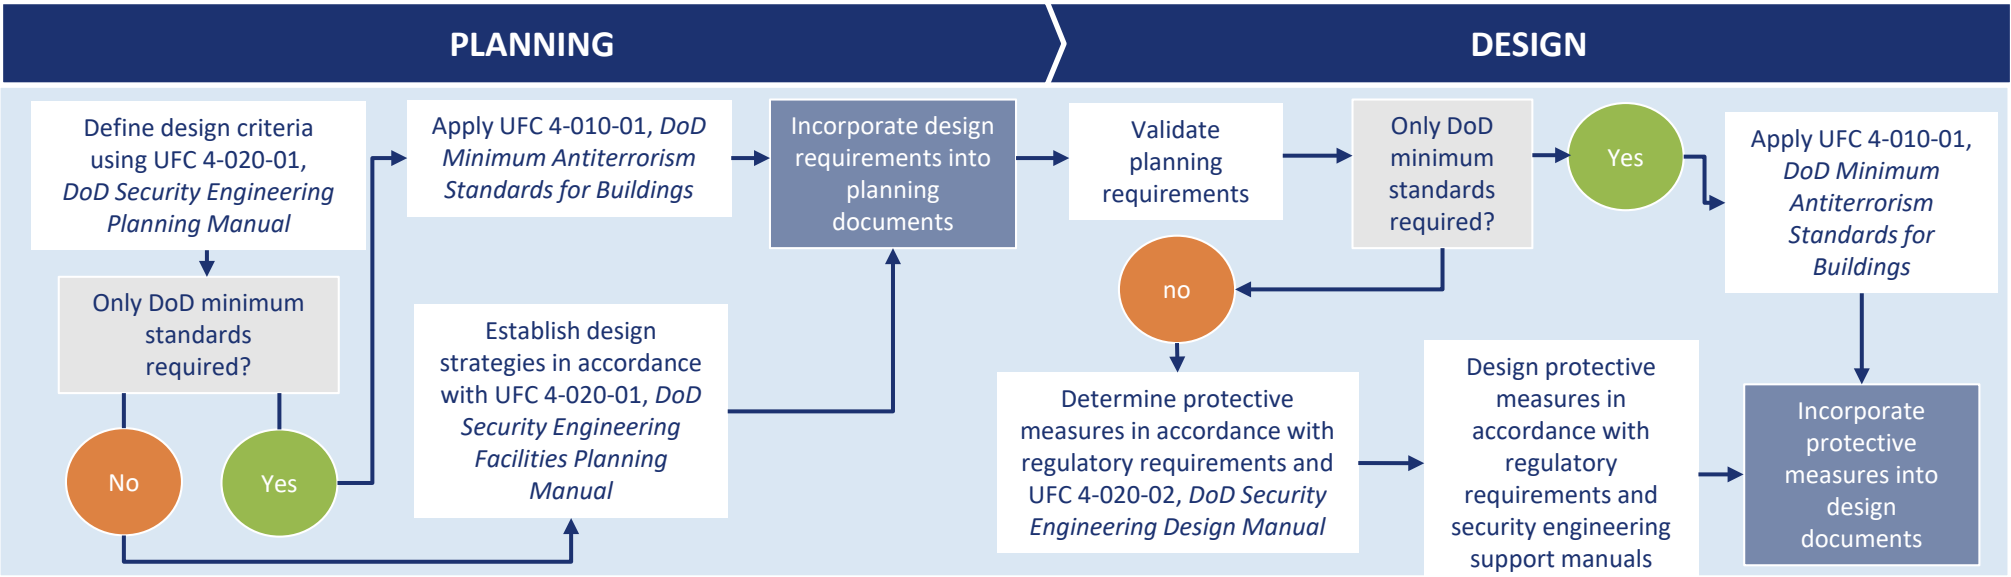 PLANNING
DESIGN
Define design criteria
using UFC 4-020-01,
DoD Security Engineering
Planning Manual
Only DoD minimum
standards
required?
No
Yes
Apply UFC 4-010-01, DoD
Minimum Antiterrorism
Standards for Buildings
Establish design
strategies in accordance
with UFC 4-020-01, DoD
Security Engineering
Facilities Planning
Manual
Incorporate design
requirements into
planning
documents
Validate
planning
requirements
Only DoD
minimum
standards
required?
Yes
Apply UFC 4-010-01,
DoD Minimum
Antiterrorism
Standards for
Buildings
no
Determine protective
measures in accordance with
regulatory requirements and
UFC 4-020-02, DoD Security
Engineering Design Manual
Design protective
measures in
accordance with
regulatory
requirements and
security engineering
support manuals
Incorporate
protective
measures into
design
documents